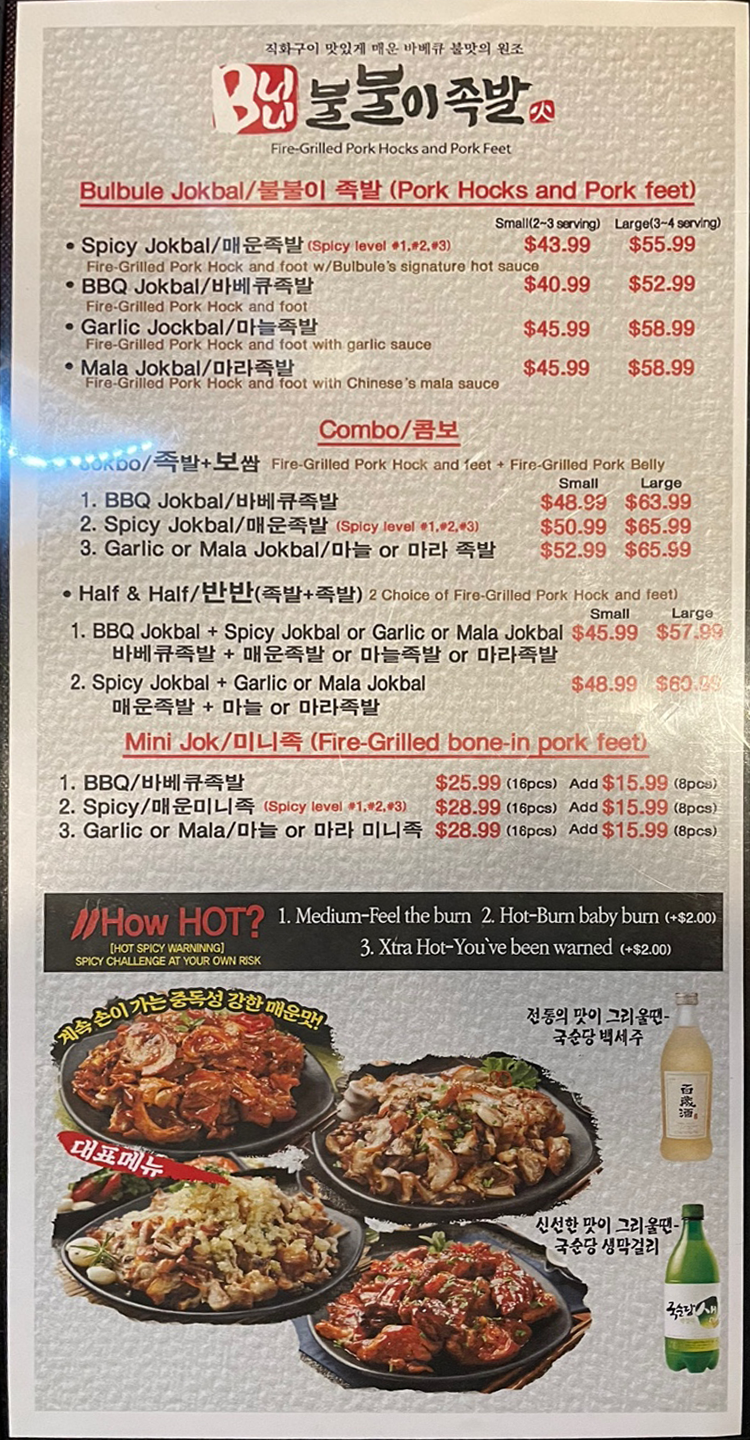 직화구이 맛있게 매운 바베큐 불맛의 원조
Bul 불불이족발 火
Fire-Grilled Pork Hocks and Pork Feet
Bulbule Jokbal/불불이 족발 (Pork Hocks and Pork feet)
Small(2~3 serving) Large(3~4 serving)
• Spicy Jokbal/매운족발 (Spicy level #1,#2,#3) $43.99 $55.99
Fire-Grilled Pork Hock and foot w/Bulbule's signature hot sauce
• BBQ Jokbal/바베큐족발 $40.99 $52.99
Fire-Grilled Pork Hock and foot
• Garlic Jockbal/마늘족발 $45.99 $58.99
Fire-Grilled Pork Hock and foot with garlic sauce
• Mala Jokbal/마라족발 $45.99 $58.99
Fire-Grilled Pork Hock and foot with Chinese's mala sauce
Combo/콤보
/족발+보쌈 Fire-Grilled Pork Hock and feet + Fire-Grilled Pork Belly
Small Large
1. BBQ Jokbal/바베큐족발 $48.99 $63.99
2. Spicy Jokbal/매운족발 (Spicy level #1,#2,#3) $50.99 $65.99
3. Garlic or Mala Jokbal/마늘 or 마라 족발 $52.99 $65.99
• Half & Half/반반(족발+족발) 2 Choice of Fire-Grilled Pork Hock and feet)
Small Large
1. BBQ Jokbal + Spicy Jokbal or Garlic or Mala Jokbal $45.99 $57.99
바베큐족발 + 매운족발 or 마늘족발 or 마라족발
2. Spicy Jokbal + Garlic or Mala Jokbal $48.99
매운족발 + 마늘 or 마라족발
Mini Jok/미니족 (Fire-Grilled bone-in pork feet)
1. BBQ/바베큐족발 $25.99 (16pcs) Add $15.99 (8pcs)
2. Spicy/매운미니족 (Spicy level #1,#2,#3) $28.99 (16pcs) Add $15.99 (8pcs)
3. Garlic or Mala/마늘 or 마라 미니족 $28.99 (16pcs) Add $15.99 (8pcs)
How HOT? 1. Medium-Feel the burn 2. Hot-Burn baby burn (+$2.00)
[HOT SPICY WARNINNG]
SPICY CHALLENGE AT YOUR OWN RISK
3. Xtra Hot-You`ve been warned (+$2.00)
계속 손이 가는 중독성 강한 매운맛!
전통의 맛이 그리울땐-
국순당 백세주
百歲酒
대표메뉴
신선한 맛이 그리울땐-
국순당 생막걸리
국순당 생